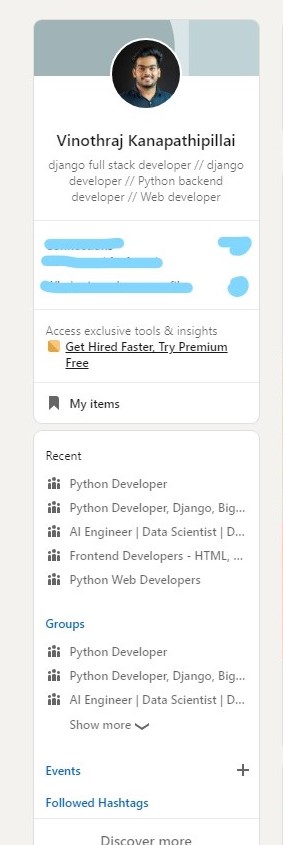 Vinothraj Kanapathipillai
django full stack developer // django
developer // Python backend
developer // Web developer
Access exclusive tools & insights
Get Hired Faster, Try Premium
Free
My items
Recent
Python Developer
Python Developer, Django, Big...
AI Engineer | Data Scientist | D...
Frontend Developers - HTML, ...
Python Web Developers
Groups
Python Developer
Python Developer, Django, Big...
AI Engineer | Data Scientist | D...
Show more
Events
Followed Hashtags
Discover more